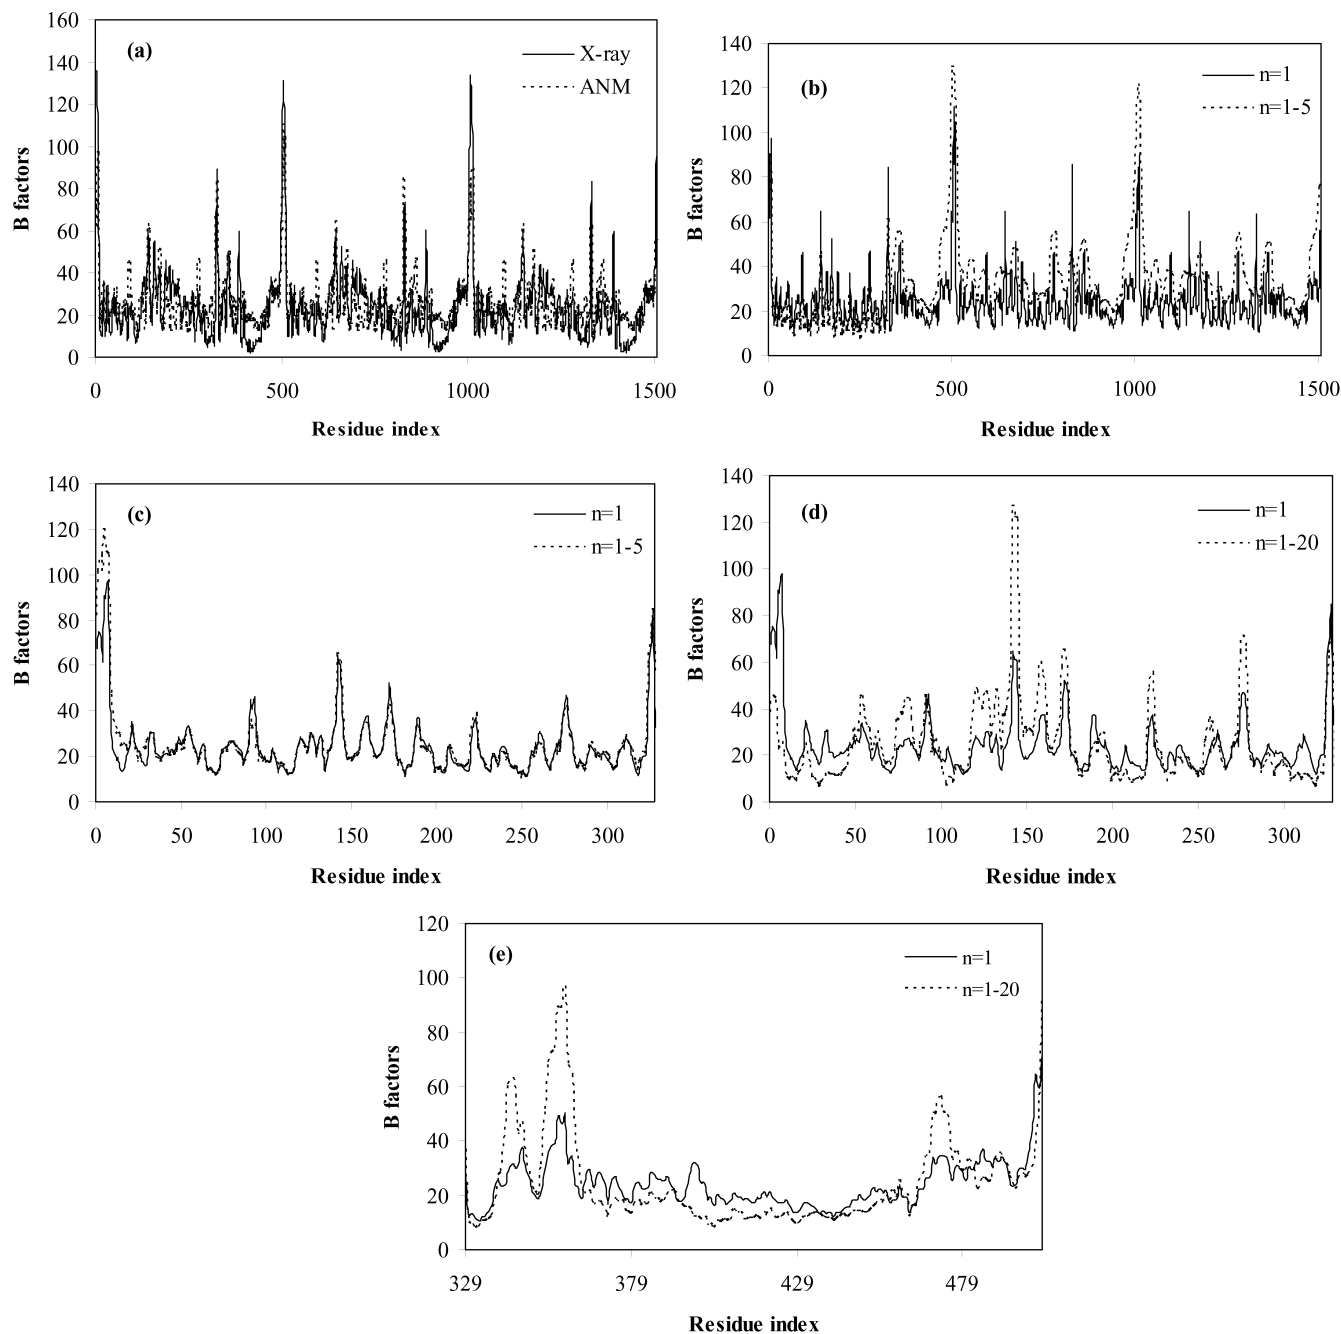 (a)
X-ray
ANM
160
140
120
100
80
60
40
20
0
B factors
0 500 1000 1500
Residue index
(b)
n=1
n=1-5
140
120
100
80
60
40
20
0
B factors
0 500 1000 1500
Residue index
(c)
n=1
n=1-5
140
120
100
80
60
40
20
0
B factors
0 50 100 150 200 250 300
Residue index
(d)
n=1
n=1-20
140
120
100
80
60
40
20
0
B factors
0 50 100 150 200 250 300
Residue index
(e)
n=1
n=1-20
120
100
80
60
40
20
0
B factors
329 379 429 479
Residue index